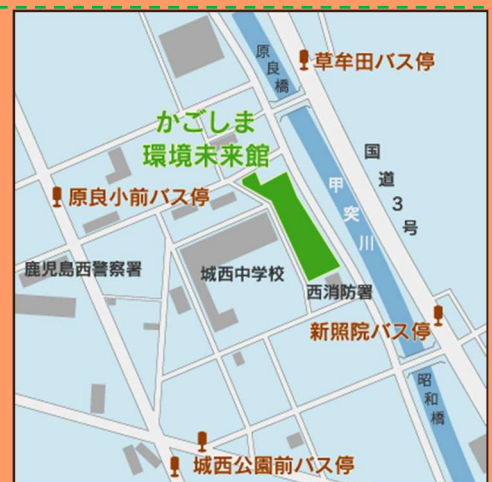 原良橋
草牟田バス停
かごしま
環境未来館
国道3号
甲突川
原良小前バス停
鹿児島西警察署
城西中学校
西消防署
新照院バス停
昭和橋
城西公園前バス停